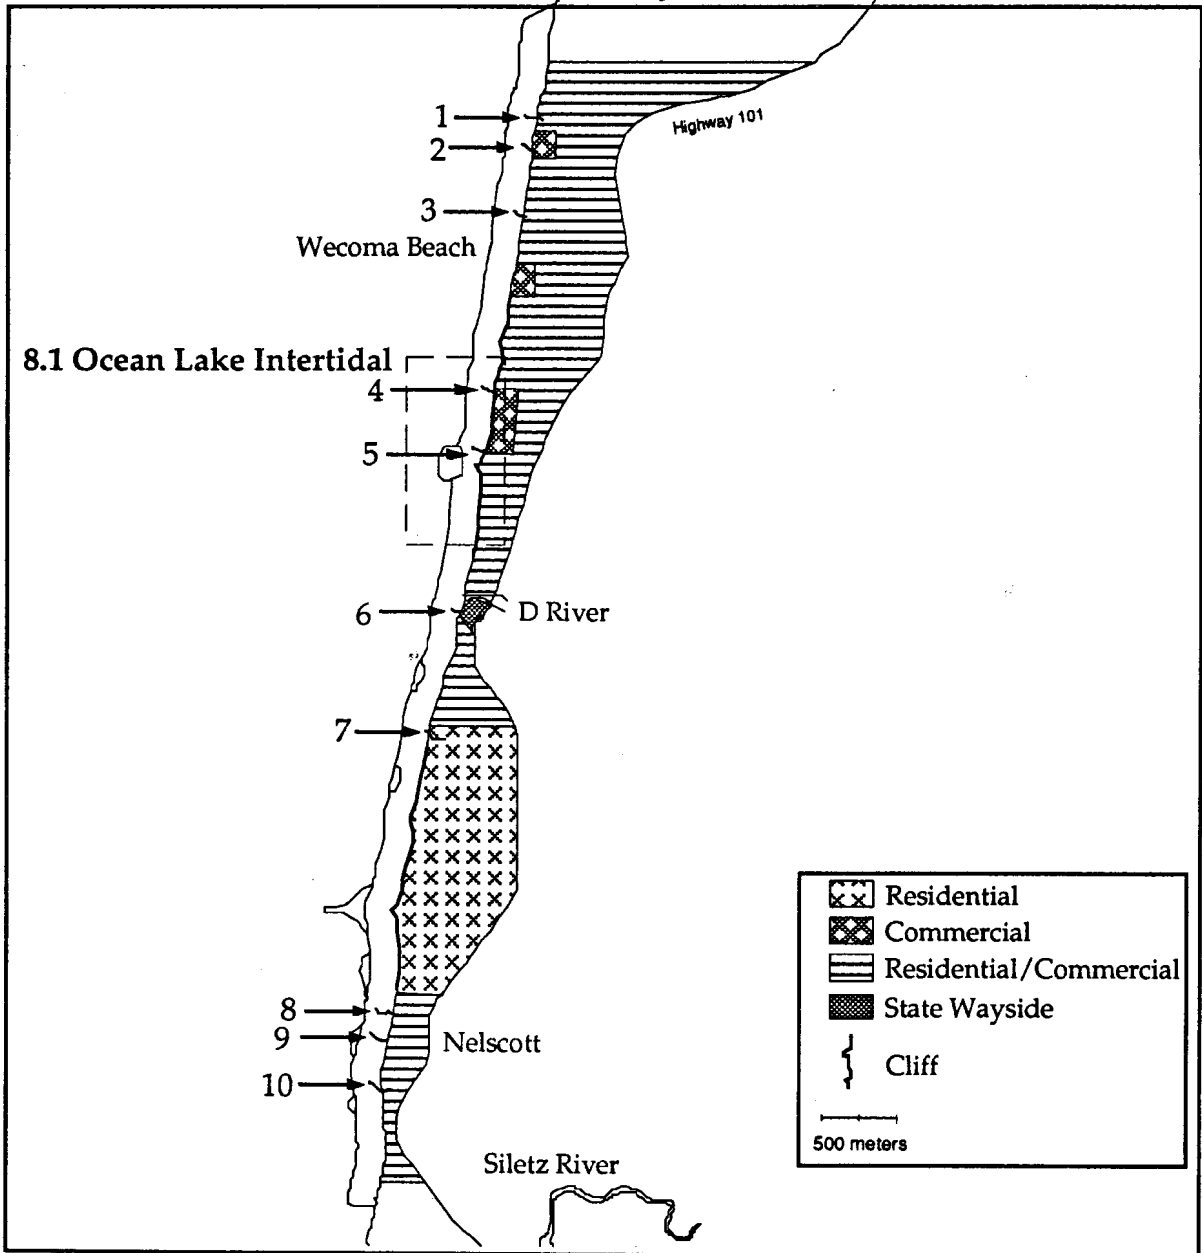 1
Highway 101
2
3
Wecoma Beach
8.1 Ocean Lake Intertidal
4
5
6
D River
7
Residential
Commercial
Residential/Commercial
8
State Wayside
9
Nelscott
Cliff
10
500 meters
Siletz River